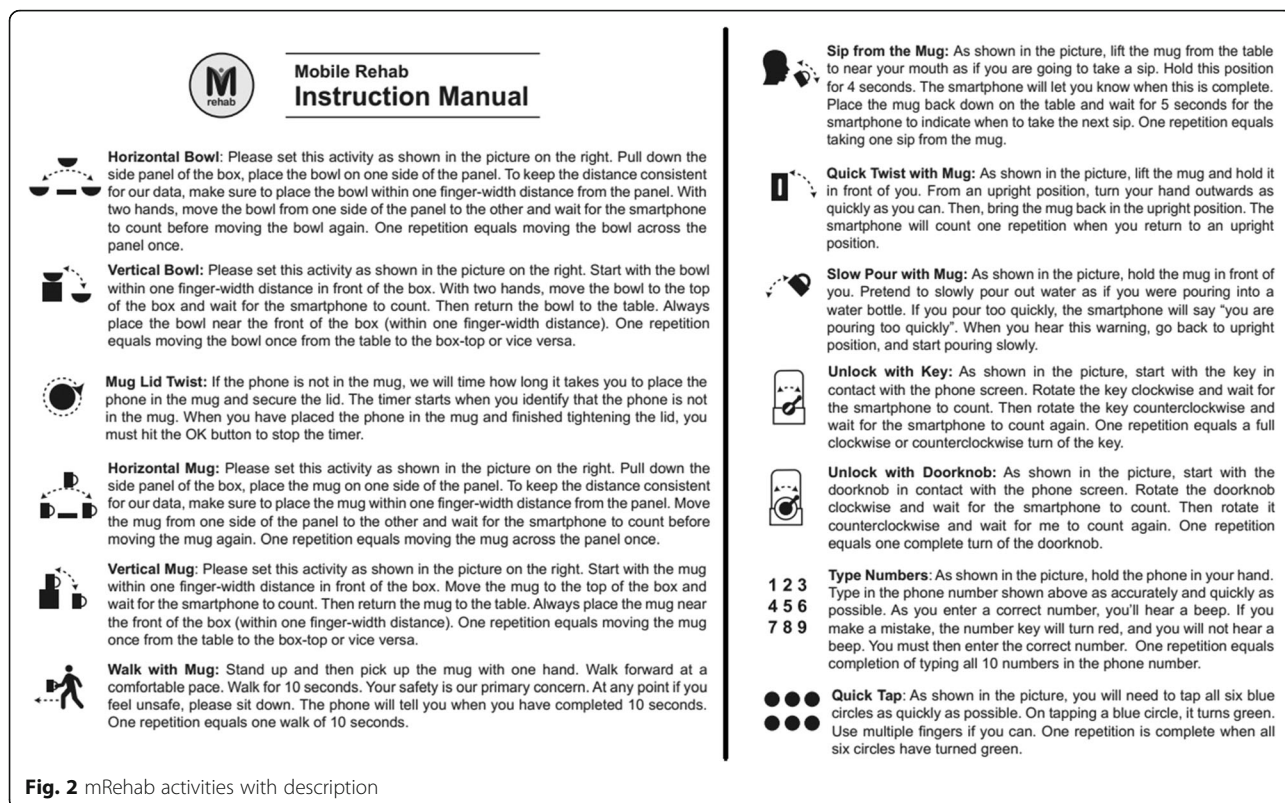 M
rehab
Mobile Rehab
Instruction Manual
Horizontal Bowl: Please set this activity as shown in the picture on the right. Pull down the
side panel of the box, place the bowl on one side of the panel. To keep the distance consistent
for our data, make sure to place the bowl within one finger-width distance from the panel. With
two hands, move the bowl from one side of the panel to the other and wait for the smartphone
to count before moving the bowl again. One repetition equals moving the bowl across the
panel once.
Vertical Bowl: Please set this activity as shown in the picture on the right. Start with the bowl
within one finger-width distance in front of the box. With two hands, move the bowl to the top
of the box and wait for the smartphone to count. Then return the bowl to the table. Always
place the bowl near the front of the box (within one finger-width distance). One repetition
equals moving the bowl once from the table to the box-top or vice versa.
Mug Lid Twist: If the phone is not in the mug, we will time how long it takes you to place the
phone in the mug and secure the lid. The timer starts when you identify that the phone is not
in the mug. When you have placed the phone in the mug and finished tightening the lid, you
must hit the OK button to stop the timer.
Horizontal Mug: Please set this activity as shown in the picture on the right. Pull down the
side panel of the box, place the mug on one side of the panel. To keep the distance consistent
for our data, make sure to place the mug within one finger-width distance from the panel. Move
the mug from one side of the panel to the other and wait for the smartphone to count before
moving the mug again. One repetition equals moving the mug across the panel once.
Vertical Mug: Please set this activity as shown in the picture on the right. Start with the mug
within one finger-width distance in front of the box. Move the mug to the top of the box and
wait for the smartphone to count. Then return the mug to the table. Always place the mug near
the front of the box (within one finger-width distance). One repetition equals moving the mug
once from the table to the box-top or vice versa.
Walk with Mug: Stand up and then pick up the mug with one hand. Walk forward at a
comfortable pace. Walk for 10 seconds. Your safety is our primary concern. At any point if you
feel unsafe, please sit down. The phone will tell you when you have completed 10 seconds.
One repetition equals one walk of 10 seconds.
Sip from the Mug: As shown in the picture, lift the mug from the table
to near your mouth as if you are going to take a sip. Hold this position
for 4 seconds. The smartphone will let you know when this is complete.
Place the mug back down on the table and wait for 5 seconds for the
smartphone to indicate when to take the next sip. One repetition equals
taking one sip from the mug.
Quick Twist with Mug: As shown in the picture, lift the mug and hold it
in front of you. From an upright position, turn your hand outwards as
quickly as you can. Then, bring the mug back in the upright position. The
smartphone will count one repetition when you return to an upright
position.
Slow Pour with Mug: As shown in the picture, hold the mug in front of
you. Pretend to slowly pour out water as if you were pouring into a
water bottle. If you pour too quickly, the smartphone will say “you are
pouring too quickly”. When you hear this warning, go back to upright
position, and start pouring slowly.
Unlock with Key: As shown in the picture, start with the key in
contact with the phone screen. Rotate the key clockwise and wait for
the smartphone to count. Then rotate the key counterclockwise and
wait for the smartphone to count again. One repetition equals a full
clockwise or counterclockwise turn of the key.
Unlock with Doorknob: As shown in the picture, start with the
doorknob in contact with the phone screen. Rotate the doorknob
clockwise and wait for the smartphone to count. Then rotate it
counterclockwise and wait for me to count again. One repetition
equals one complete turn of the doorknob.
1 2 3
4 5 6
7 8 9
Type Numbers: As shown in the picture, hold the phone in your hand.
Type in the phone number shown above as accurately and quickly as
possible. As you enter a correct number, you’ll hear a beep. If you
make a mistake, the number key will turn red, and you will not hear a
beep. You must then enter the correct number. One repetition equals
completion of typing all 10 numbers in the phone number.
Quick Tap: As shown in the picture, you will need to tap all six blue
circles as quickly as possible. On tapping a blue circle, it turns green.
Use multiple fingers if you can. One repetition is complete when all
six circles have turned green.
Fig. 2 mRehab activities with description